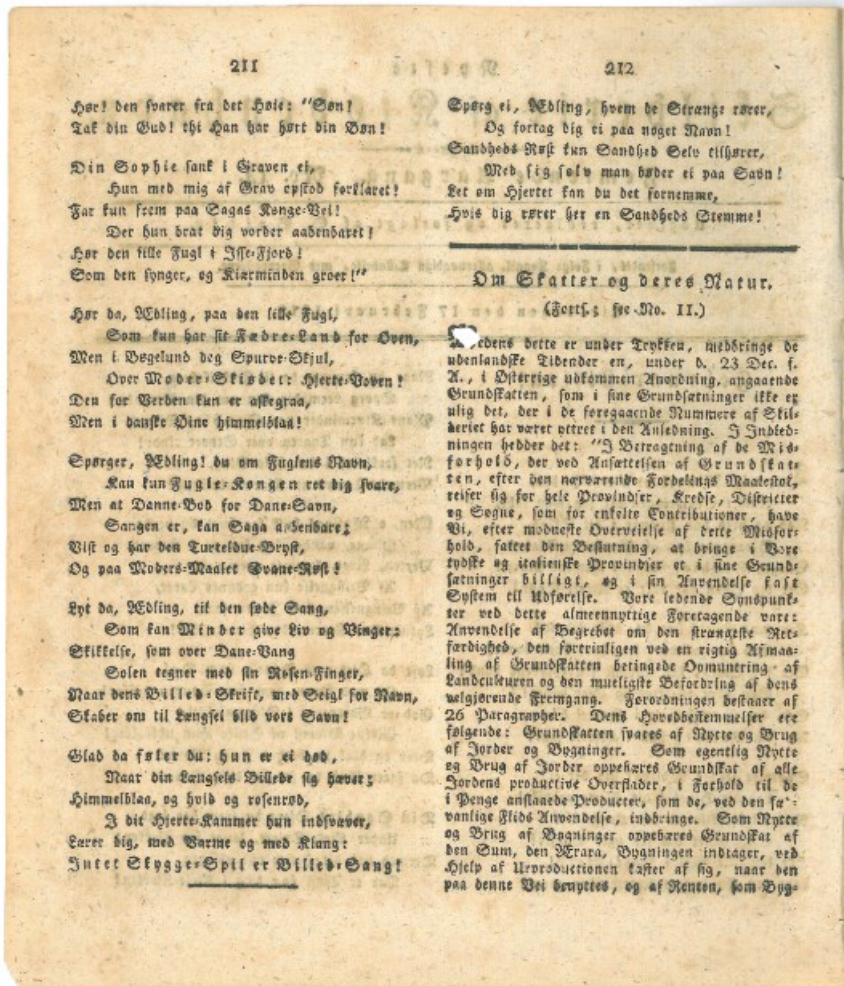 211
Hør! den svarer fra det Høie: "Søn!
Tak din Gud! thi Han har hørt din Bøn!
Din Sophie sank i Graven ei,
Hun med mig af Grav opstod forklaret!
Far kun frem paa Sagas Konge-Vei!
Der hun brat dig vorder aabenbaret!
Hør den lille Fugl i Isse-Fjord!
Som den synger, og Kiærminden groer!"
Hør da, Ædling, paa den lille Fugl,
Som kun har sit Fædre-Land for Oven,
Men i Bøgelund dog Spurve-Skjul,
Over Moder-Skiødet: Hjerte-Voven!
Den for Verden kun er askegraa,
Men i danske Øine himmelblaa!
Spørger, Ædling! du om Fuglens Navn,
Kan kun Fugle-Kongen ret dig svare,
Men at Danne-Bod for Dane-Savn,
Sangen er, kan Saga aabenbare;
Vist og har den Turteldue-Bryst,
Og paa Moders-Maalet Svane-Røst!
Lyt da, Ædling, til den søde Sang,
Som kan Minder give Liv og Vinger:
Skikkelse, som over Dane-Vang
Solen tegner med sin Rosen-Finger,
Naar dens Billed-Skrift, med Seigl for Navn,
Skaber om til Længsel blid vort Savn!
Glad da føler du: hun er ei død,
Naar din Længsels Billede sig hæver;
Himmelblaa, og hvid og rosenrød,
I dit Hjerte-Kammer hun indsvæver,
Lærer dig, med Varme og med Klang:
Intet Skygge-Spil er Billed-Sang!
212
Spørg ei, Ædling, hvem de Strænge rører,
Og fortag dig ei paa noget Navn!
Sandheds Røst kun Sandhed Selv tilhører,
Med sig selv man bøder ei paa Savn!
Let om Hjertet kan du det fornemme,
Hvis dig rører her en Sandheds Stemme!
Om Skatter og deres Natur.
(Forts.; see No. 11.)
edens dette er under Trykken, medbringe de
udenlandske Tidender en, under d. 23 Dec. f.
A., i Østerrige udkommen Anordning, angaaende
Grundskatten, som i sine Grundsætninger ikke er
ulig det, der i de foregaaende Nummere af Skil-
deriet har været yttret i den Anledning. I Indled-
ningen hedder det: "I Betragtning af de Mis-
forhold, der ved Ansættelsen af Grundskat-
ten, efter den nærværende Fordelings Maalestok,
reiser sig for hele Provindser, Kredse, Districter
og Sogne, som for enkelte Contributioner, have
Vi, efter modneste Overveielse af dette Misfor-
hold, fattet den Beslutning, at bringe i Vore
tydske og italienske Provindser et i sine Grund-
sætninger billigt, og i sin Anvendelse fast
System til Udførelse. Vore ledende Synspunk-
ter ved dette almeennyttige Foretagende vare:
Anvendelse af Begrebet om den strængeste Ret-
færdighed, den fortrinligen ved en rigtig Afmaa-
ling af Grundskatten betingede Opmuntring af
Landculturen og den mueligste Befordring af dens
velgjørende Fremgang. Forordningen bestaaer af
26 Paragrapher. Dens Hovedbestemmelser ere
følgende: Grundskatten svares af Nytte og Brug
af Jorder og Bygninger. Som egentlig Nytte
og Brug af Jorder oppebæres Grundskat af alle
Jordens productive Overflader, i Forhold til de
i Penge anslaaede Producter, som de, ved den sæd-
vanlige Flids Anvendelse, indbringe. Som Nytte
og Brug af Bygninger oppebæres Grundskat af
den Sum, den Ærara, Bygningen indtager, ved
Hjelp af Urproductionen kaster af sig, naar den
paa denne Vei benyttes, og af Renten, som Byg-